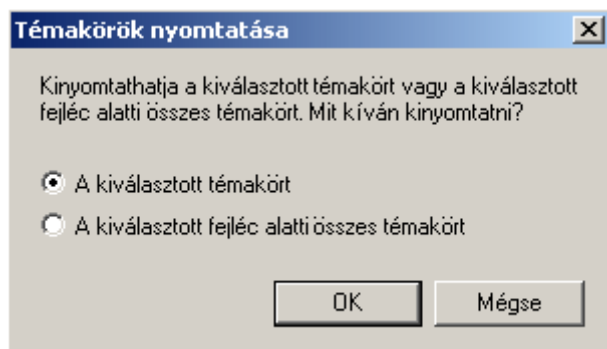 Témakörök nyomtatása
Kinyomtathatja a kiválasztott témakört vagy a kiválasztott
fejléc alatti összes témakört. Mit kíván kinyomtatni?
A kiválasztott témakört
A kiválasztott fejléc alatti összes témakört
OK
Mégse